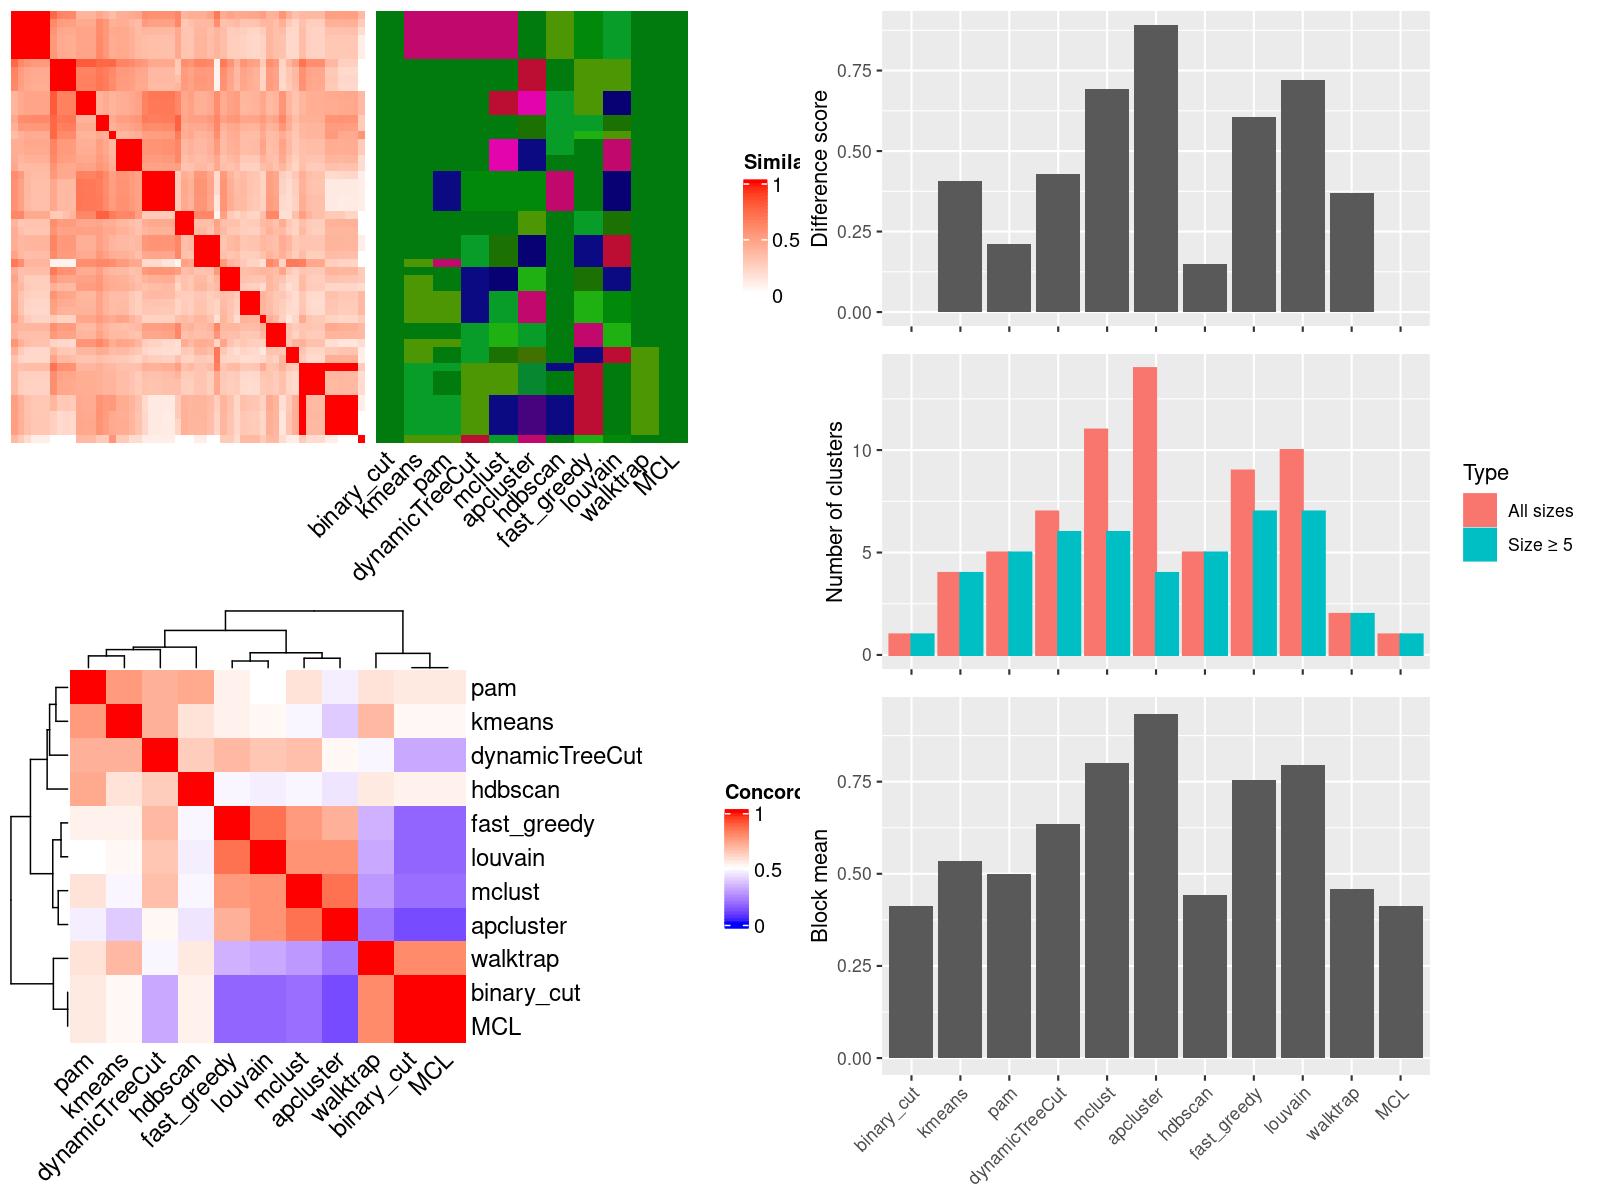 Simila
1
0.5
0
binary_cut
kmeans
pam
dynamicTreeCut
mclust
apcluster
hdbscan
fast_greedy
louvain
walktrap
MCL
pam
kmeans
dynamicTreeCut
hdbscan
fast_greedy
louvain
mclust
apcluster
walktrap
binary_cut
MCL
pam
kmeans
dynamicTreeCut
hdbscan
fast_greedy
louvain
mclust
apcluster
walktrap
binary_cut
MCL
Concord
1
0.5
0
Difference score
0.75
0.50
0.25
0.00
Number of clusters
10
5
0
Type
All sizes
Size ≥ 5
Block mean
0.75
0.50
0.25
0.00
binary_cut
kmeans
pam
dynamicTreeCut
mclust
apcluster
hdbscan
fast_greedy
louvain
walktrap
MCL